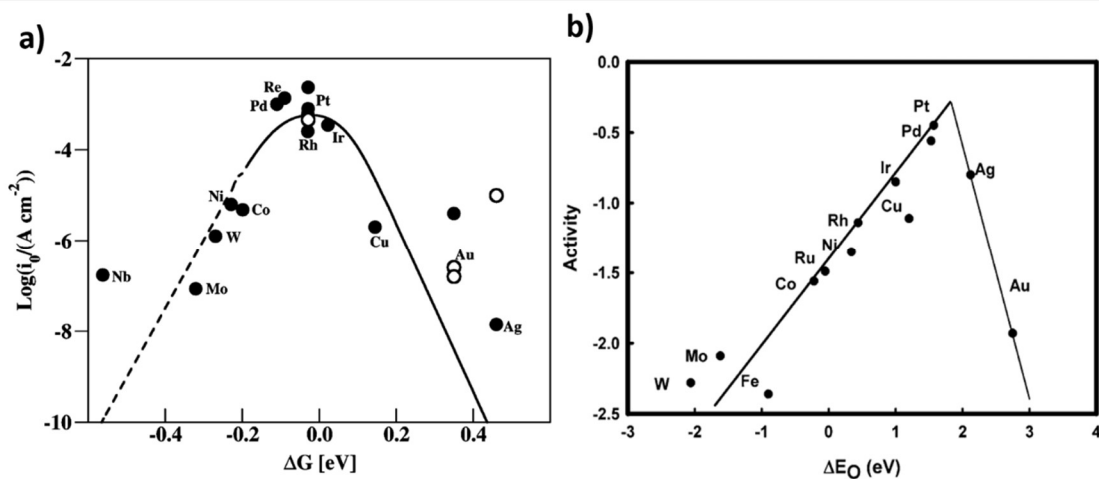 a)
-2
-4
-6
-8
-10
Log(i₀/(A cm⁻²))
-0.4
-0.2
0.0
0.2
0.4
ΔG [eV]
Re
Pd
Pt
Rh
Ir
Ni
Co
W
Cu
Au
Nb
Mo
Ag
b)
0.0
-0.5
-1.0
-1.5
-2.0
-2.5
Activity
-3
-2
-1
0
1
2
3
4
ΔE_O (eV)
Pt
Pd
Ir
Ag
Cu
Rh
Ni
Ru
Co
Au
Mo
W
Fe